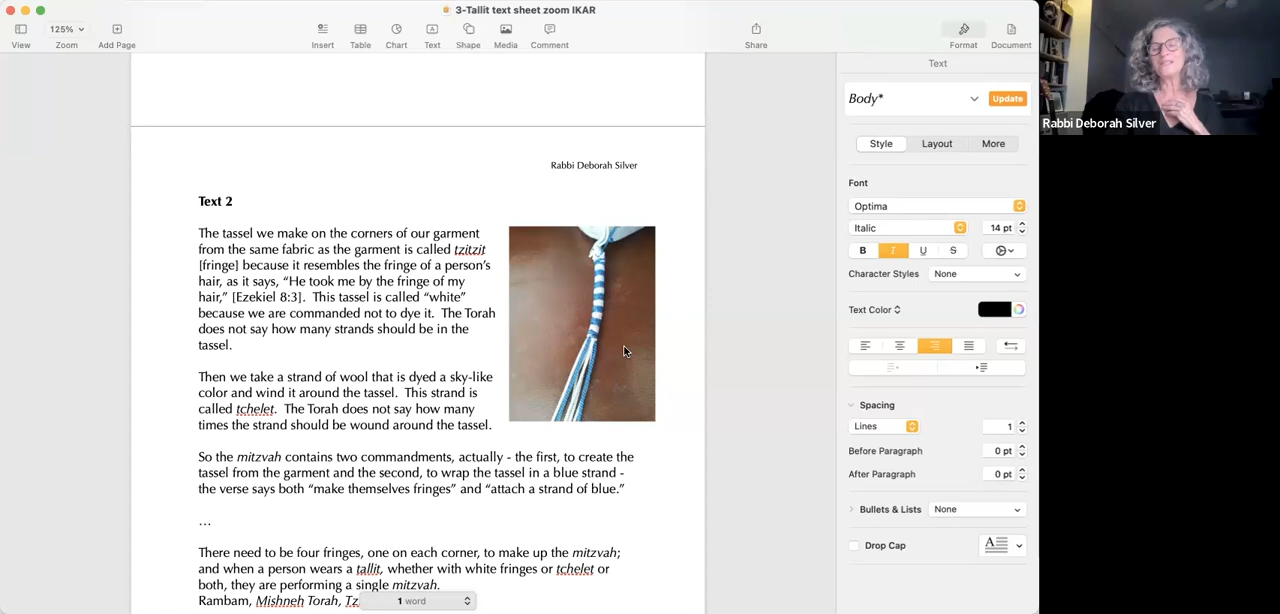 3-Tallit text sheet zoom IKAR
125%
View Zoom Add Page Insert Table Chart Text Shape Media Comment Share Format Document
Text
Body*
Update
Rabbi Deborah Silver
Style Layout More
Rabbi Deborah Silver
Font
Text 2
Optima
The tassel we make on the corners of our garment
from the same fabric as the garment is called tzitzit
[fringe] because it resembles the fringe of a person's
hair, as it says, “He took me by the fringe of my
hair,” [Ezekiel 8:3]. This tassel is called “white”
because we are commanded not to dye it. The Torah
does not say how many strands should be in the
tassel.
Then we take a strand of wool that is dyed a sky-like
color and wind it around the tassel. This strand is
called tchelet. The Torah does not say how many
times the strand should be wound around the tassel.
So the mitzvah contains two commandments, actually - the first, to create the
tassel from the garment and the second, to wrap the tassel in a blue strand -
the verse says both “make themselves fringes” and “attach a strand of blue.”
…
There need to be four fringes, one on each corner, to make up the mitzvah;
and when a person wears a tallit, whether with white fringes or tchelet or
both, they are performing a single mitzvah.
Rambam, Mishneh Torah, Tz
1 word
Italic 14 pt
B I U S
Character Styles None
Text Color
Spacing
Lines 1
Before Paragraph 0 pt
After Paragraph 0 pt
Bullets & Lists None
Drop Cap A